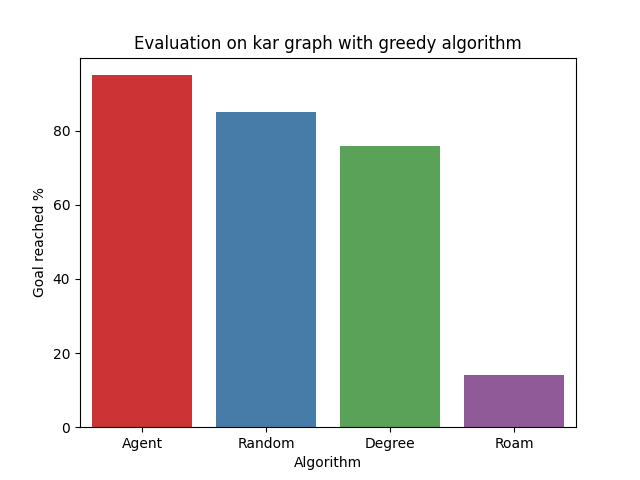 Evaluation on kar graph with greedy algorithm
80
60
40
20
0
Goal reached %
Agent Random Degree Roam
Algorithm